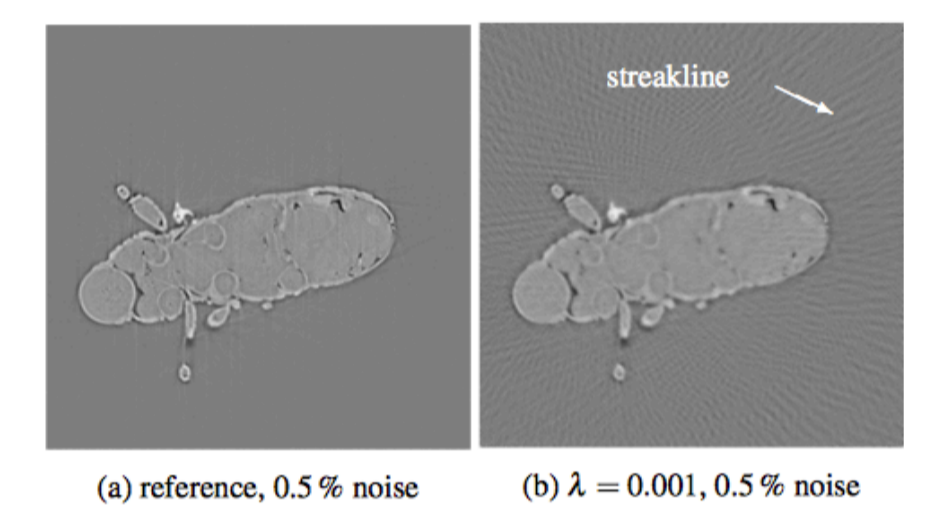 streakline
(a) reference, 0.5 % noise
(b) λ = 0.001, 0.5 % noise